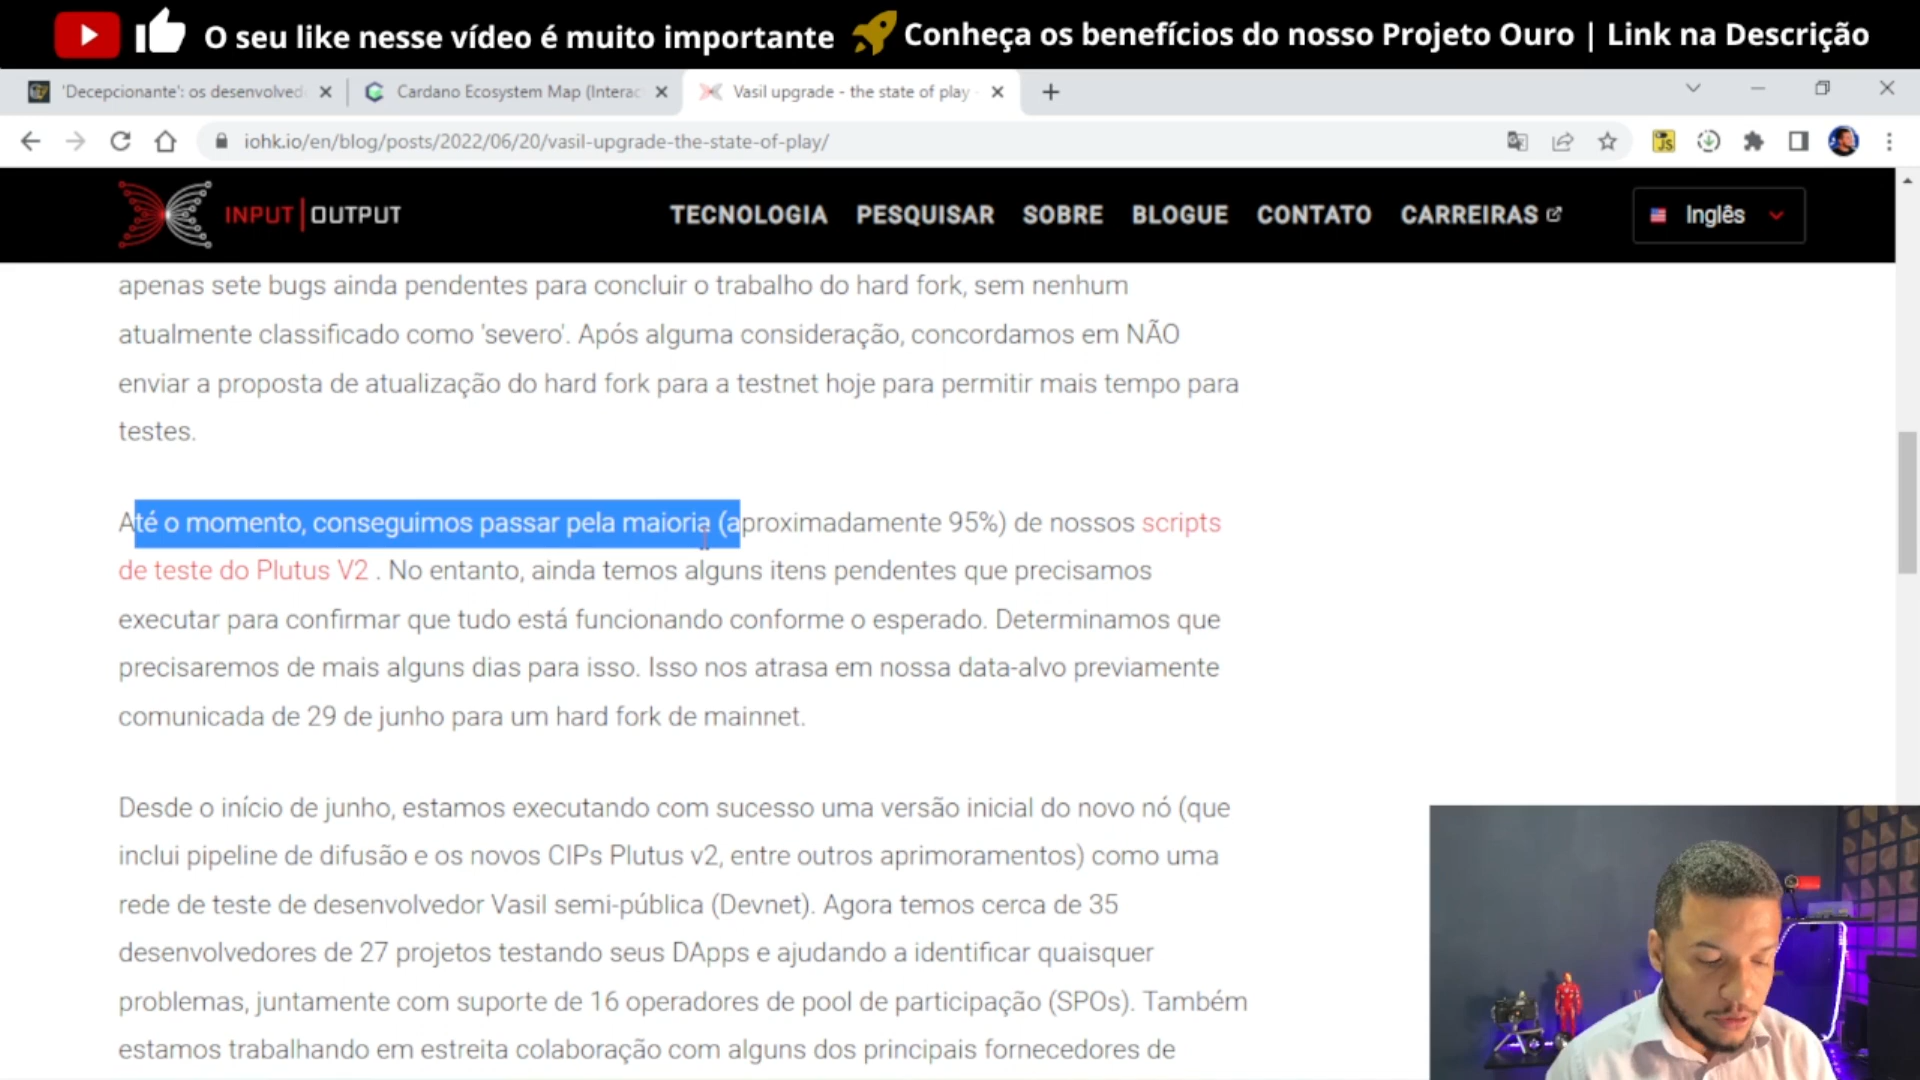 O seu like nesse vídeo é muito importante
Conheça os benefícios do nosso Projeto Ouro | Link na Descrição
'Decepcionante': os desenvolved
Cardano Ecosystem Map (Interac
Vasil upgrade - the state of play
iohk.io/en/blog/posts/2022/06/20/vasil-upgrade-the-state-of-play/
JS
INPUT | OUTPUT
TECNOLOGIA PESQUISAR SOBRE BLOGUE CONTATO CARREIRAS
Inglês
apenas sete bugs ainda pendentes para concluir o trabalho do hard fork, sem nenhum
atualmente classificado como 'severo'. Após alguma consideração, concordamos em NÃO
enviar a proposta de atualização do hard fork para a testnet hoje para permitir mais tempo para
testes.
Até o momento, conseguimos passar pela maioria (aproximadamente 95%) de nossos scripts
de teste do Plutus V2 . No entanto, ainda temos alguns itens pendentes que precisamos
executar para confirmar que tudo está funcionando conforme o esperado. Determinamos que
precisaremos de mais alguns dias para isso. Isso nos atrasa em nossa data-alvo previamente
comunicada de 29 de junho para um hard fork de mainnet.
Desde o início de junho, estamos executando com sucesso uma versão inicial do novo nó (que
inclui pipeline de difusão e os novos CIPs Plutus v2, entre outros aprimoramentos) como uma
rede de teste de desenvolvedor Vasil semi-pública (Devnet). Agora temos cerca de 35
desenvolvedores de 27 projetos testando seus DApps e ajudando a identificar quaisquer
problemas, juntamente com suporte de 16 operadores de pool de participação (SPOs). Também
estamos trabalhando em estreita colaboração com alguns dos principais fornecedores de